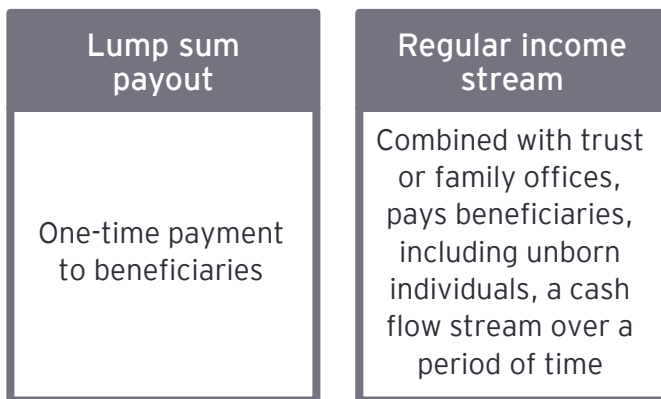 Lump sum
payout
One-time payment
to beneficiaries
Regular income
stream
Combined with trust
or family offices,
pays beneficiaries,
including unborn
individuals, a cash
flow stream over a
period of time